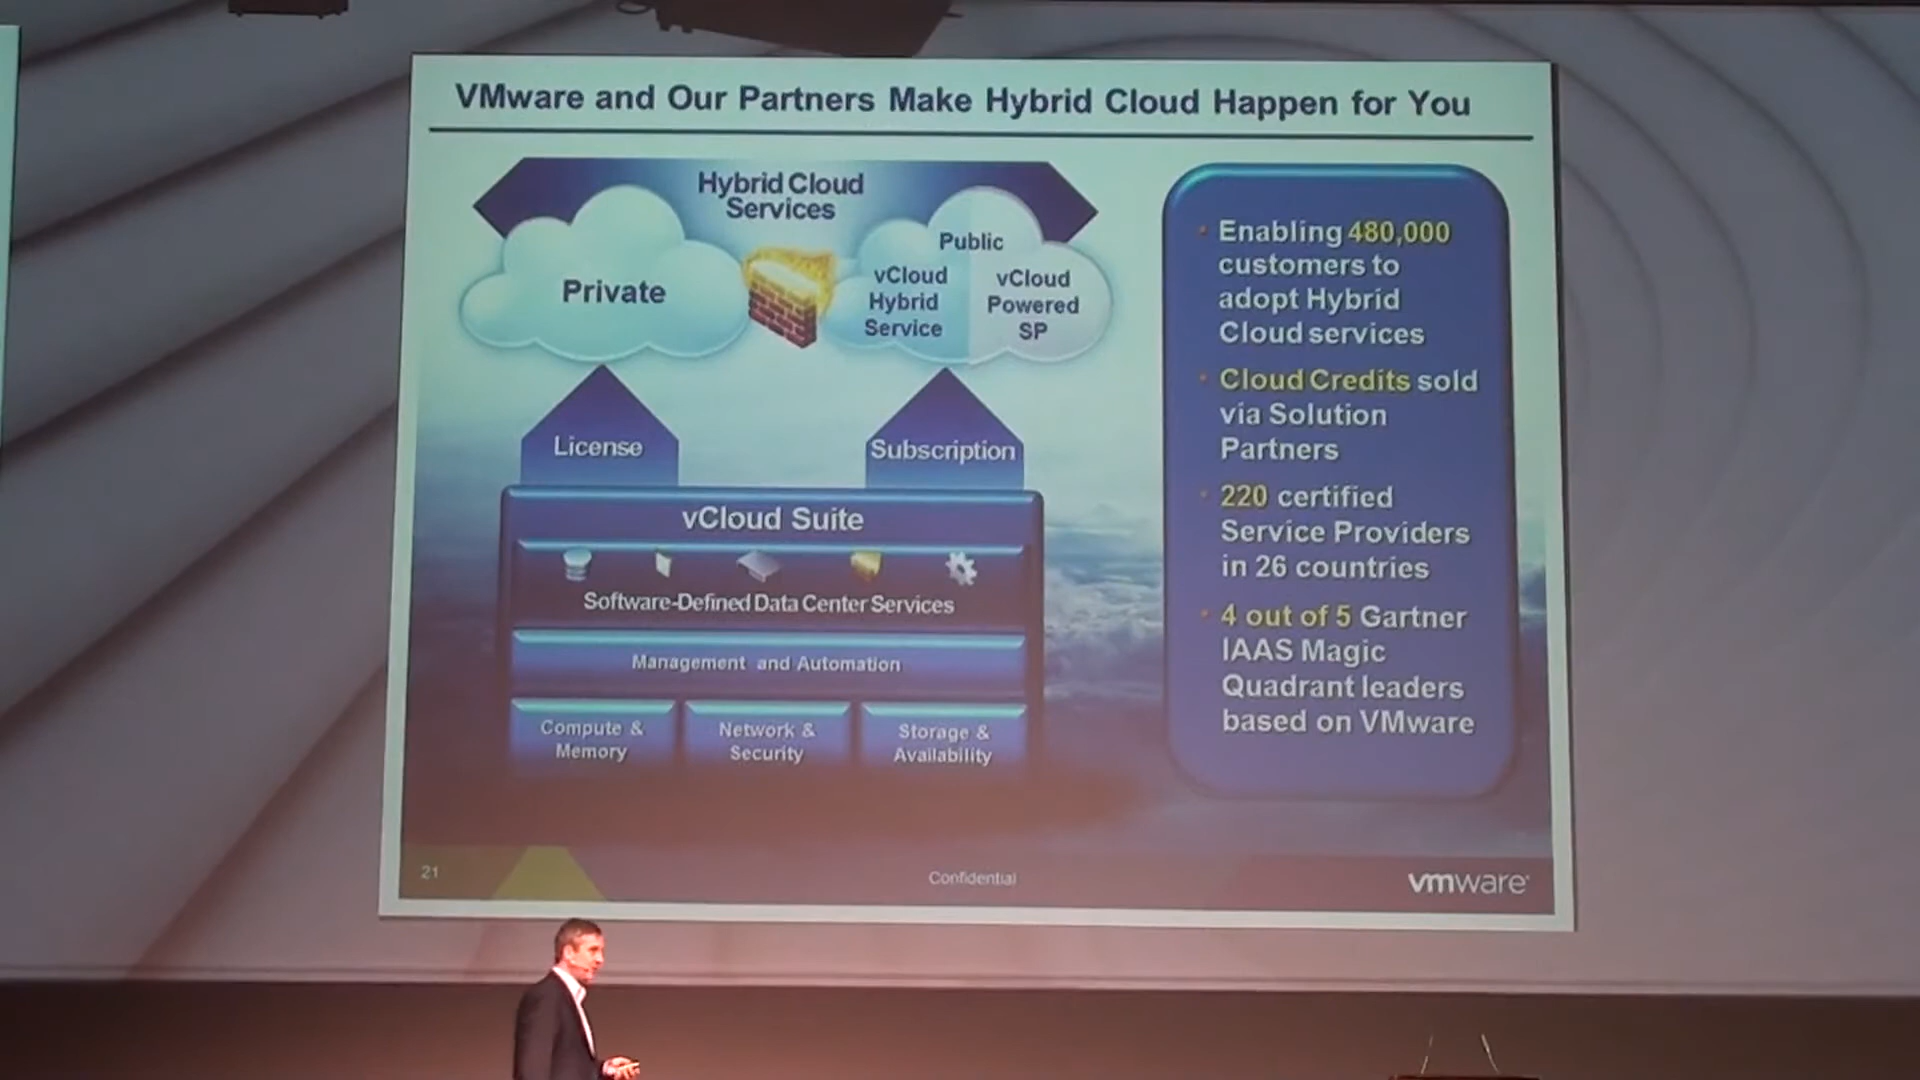 VMware and Our Partners Make Hybrid Cloud Happen for You
Hybrid Cloud
Services
Private
Public
vCloud
Hybrid
Service
vCloud
Powered
SP
License
Subscription
vCloud Suite
Software-Defined Data Center Services
Management and Automation
Compute &
Memory
Network &
Security
Storage &
Availability
Enabling 480,000
customers to
adopt Hybrid
Cloud services
Cloud Credits sold
via Solution
Partners
220 certified
Service Providers
in 26 countries
4 out of 5 Gartner
IAAS Magic
Quadrant leaders
based on VMware
21
Confidential
vmware